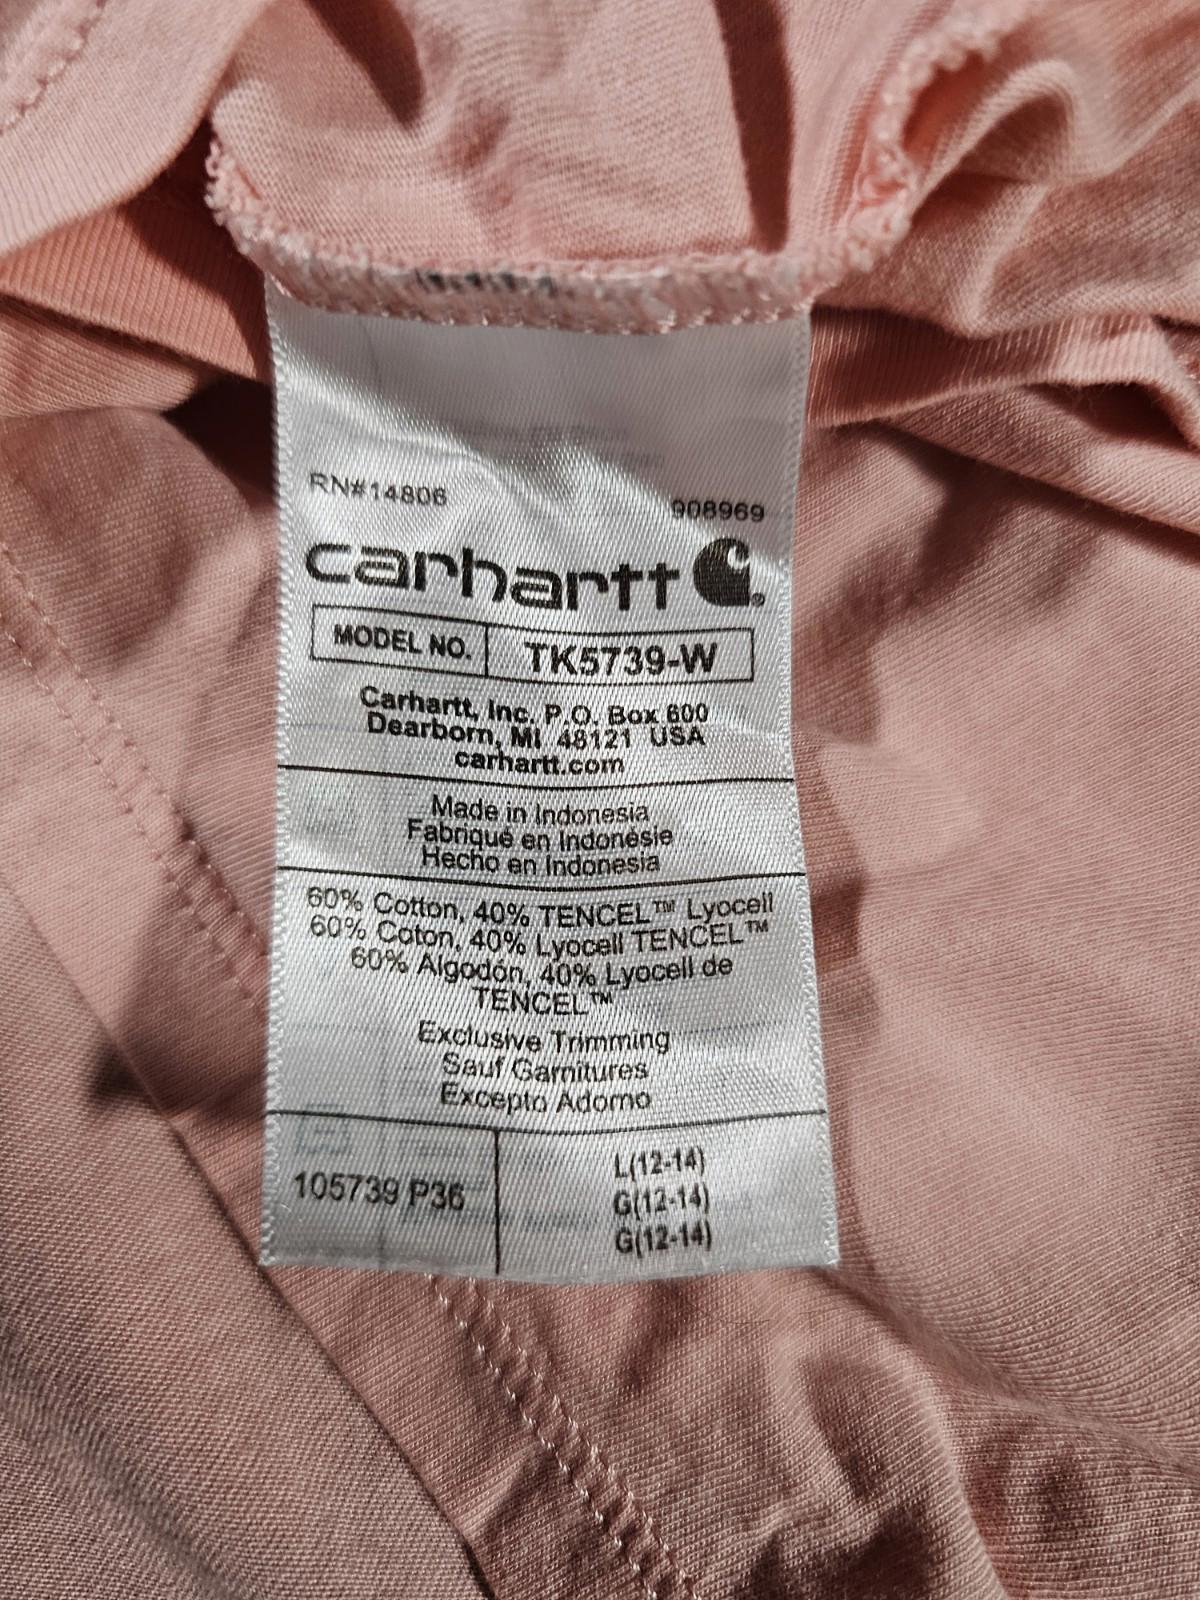 RN#14806 908969
carhartt
MODEL NO. TK5739-W
Carhartt, Inc. P.O. Box 600
Dearborn, MI 48121 USA
carhartt.com
Made in Indonesia
Fabriqué en Indonésie
Hecho en Indonesia
60% Cotton, 40% TENCEL™ Lyocell
60% Coton, 40% Lyocell TENCEL™
60% Algodón, 40% Lyocell de
TENCEL™
Exclusive Trimming
Sauf Garnitures
Excepto Adorno
105739 P36
L(12-14)
G(12-14)
G(12-14)